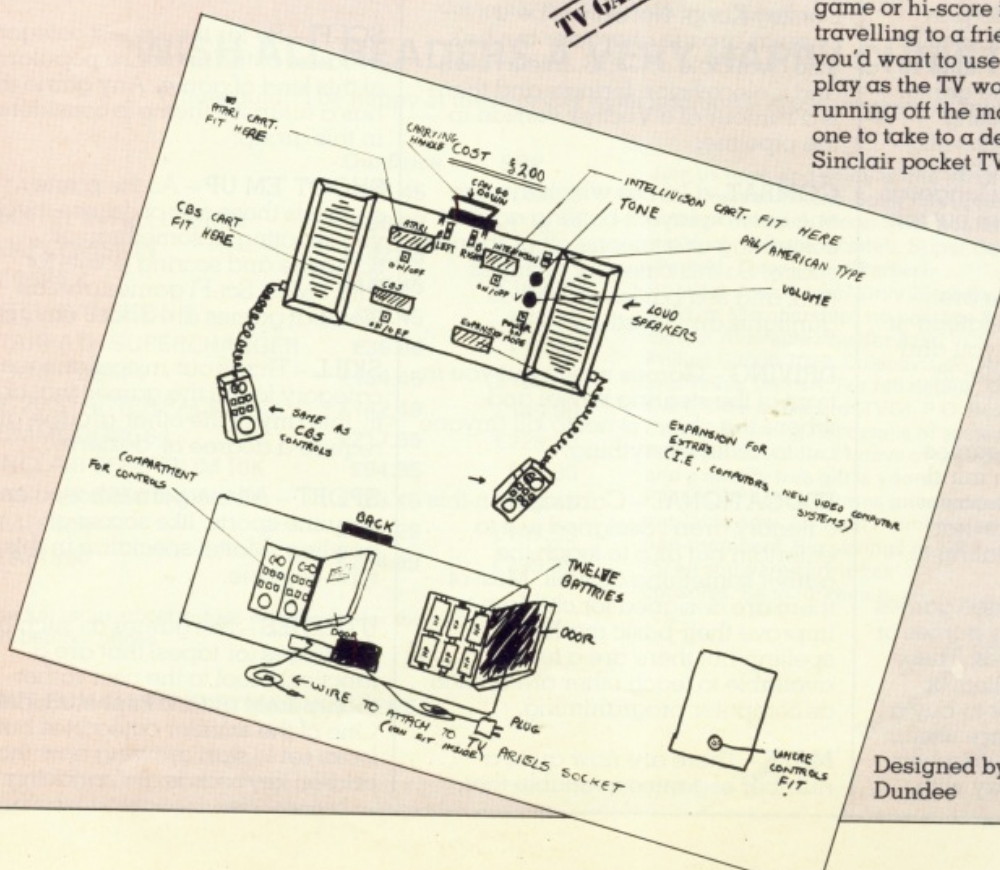 TV GA
game or hi-score i
travelling to a frie
you'd want to use
play as the TV wo
running off the ma
one to take to a de
Sinclair pocket TV
ATARI CART.
FIT HERE
CARRYING
HANDLE
COST $200
CAN GO
DOWN
INTELLIVISON CART. FIT HERE
TONE
PAL/AMERICAN TYPE
VOLUME
CBS CART
FIT HERE
ATARI
ON/OFF
LEFT
RIGHT
A
B
INTELLIVISION
ON/OFF
V
CBS
ON/OFF
POWER
EXPANSION
MODE
← LOUD
SPEAKERS
← SAME AS
CBS
CONTROLS
EXPANSION FOR
EXTRAS
(I.E, COMPUTORS, NEW VIDEO COMPUTOR
SYSTEMS)
COMPARTMENT
FOR CONTROLS
BACK
TWELVE
BATTRIES
DOOR
DOOR
← WIRE
TO ATTACH TO TV ARIELS SOCKET
(CAN FIT INSIDE)
PLUG
WHERE
CONTROLS
FIT
Designed by
Dundee